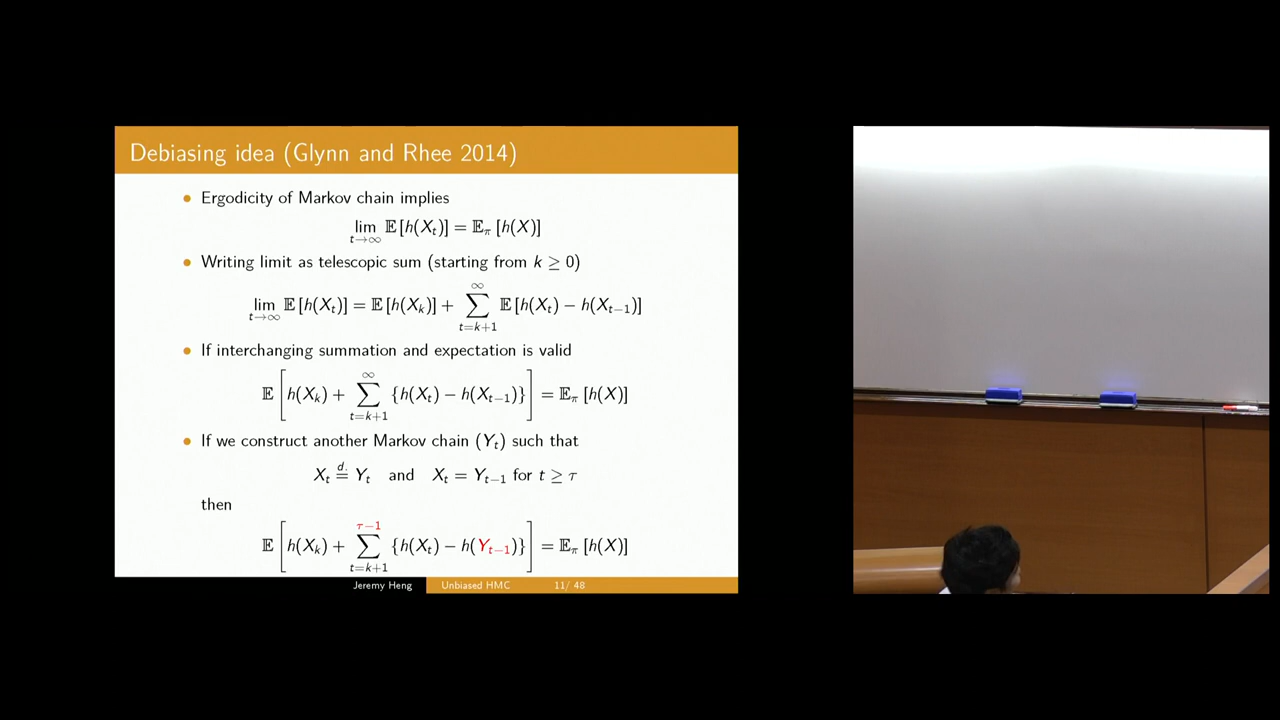 Debiasing idea (Glynn and Rhee 2014)
• Ergodicity of Markov chain implies
lim_{t→∞} 𝔼[h(X_t)] = 𝔼_π [h(X)]
• Writing limit as telescopic sum (starting from k ≥ 0)
lim_{t→∞} 𝔼[h(X_t)] = 𝔼[h(X_k)] + ∑_{t=k+1}^{∞} 𝔼[h(X_t) − h(X_{t−1})]
• If interchanging summation and expectation is valid
𝔼[h(X_k) + ∑_{t=k+1}^{∞} {h(X_t) − h(X_{t−1})}] = 𝔼_π [h(X)]
• If we construct another Markov chain (Y_t) such that
X_t \stackrel{d.}{=} Y_t and X_t = Y_{t−1} for t ≥ τ
then
𝔼[h(X_k) + ∑_{t=k+1}^{τ−1} {h(X_t) − h(Y_{t−1})}] = 𝔼_π [h(X)]
Jeremy Heng Unbiased HMC 11/ 48